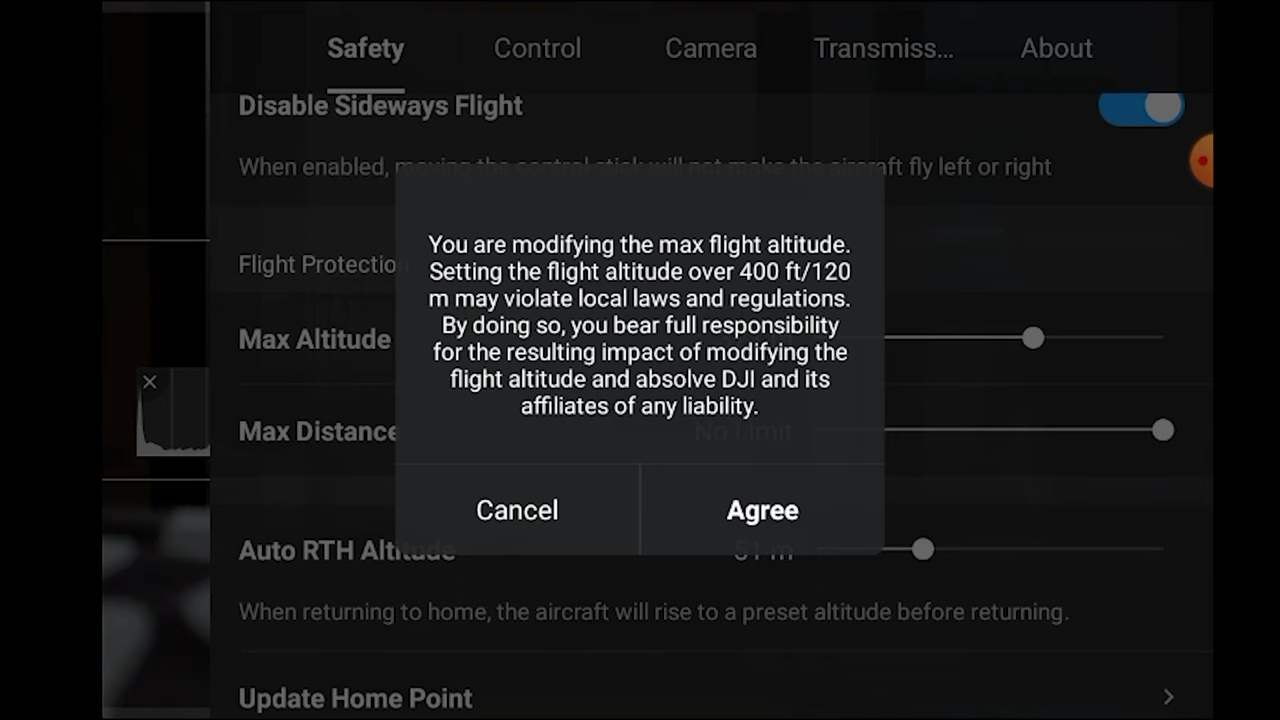 Safety Control Camera Transmiss... About
Disable Sideways Flight
When enabled, moving the control stick will not make the aircraft fly left or right
You are modifying the max flight altitude.
Setting the flight altitude over 400 ft/120
m may violate local laws and regulations.
By doing so, you bear full responsibility
for the resulting impact of modifying the
flight altitude and absolve DJI and its
affiliates of any liability.
Flight Protection
Max Altitude
Max Distance No Limit
Cancel Agree
Auto RTH Altitude 51 m
When returning to home, the aircraft will rise to a preset altitude before returning.
Update Home Point